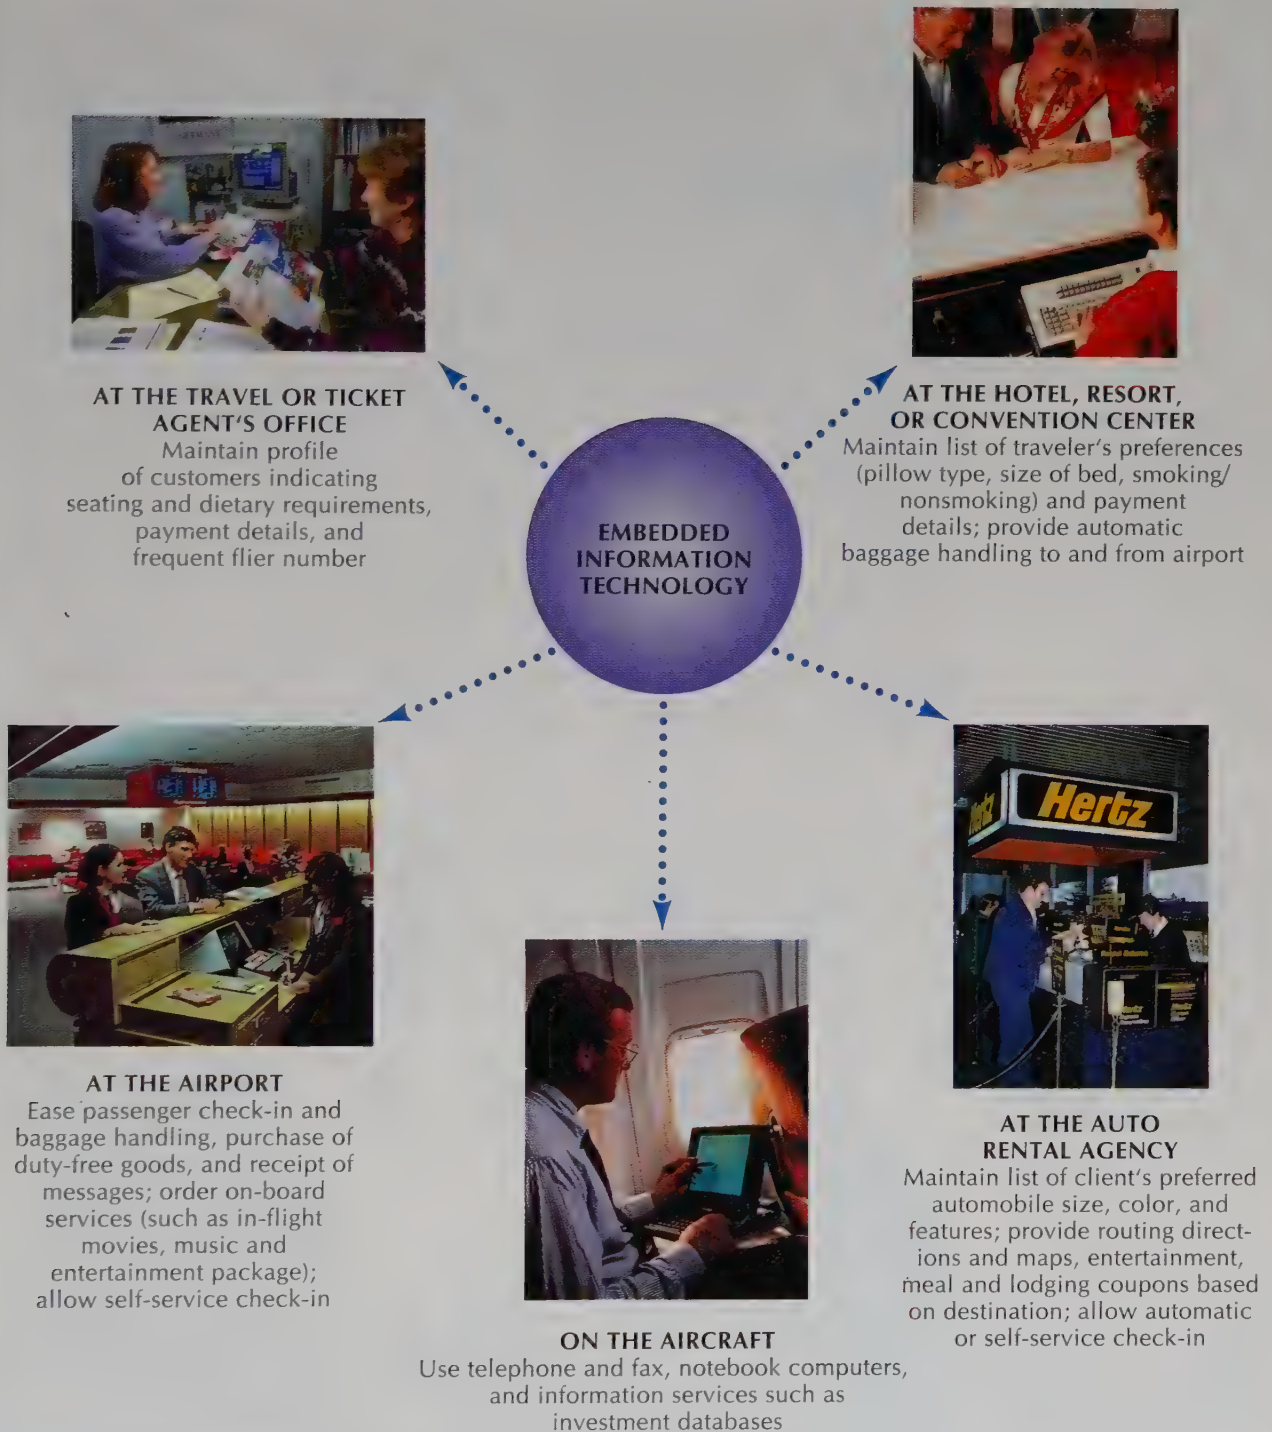 AT THE TRAVEL OR TICKET
AGENT'S OFFICE
Maintain profile
of customers indicating
seating and dietary requirements,
payment details, and
frequent flier number
AT THE HOTEL, RESORT,
OR CONVENTION CENTER
Maintain list of traveler's preferences
(pillow type, size of bed, smoking/
nonsmoking) and payment
details; provide automatic
baggage handling to and from airport
EMBEDDED
INFORMATION
TECHNOLOGY
AT THE AIRPORT
Ease passenger check-in and
baggage handling, purchase of
duty-free goods, and receipt of
messages; order on-board
services (such as in-flight
movies, music and
entertainment package);
allow self-service check-in
ON THE AIRCRAFT
Use telephone and fax, notebook computers,
and information services such as
investment databases
Hertz
Hertz
AT THE AUTO
RENTAL AGENCY
Maintain list of client's preferred
automobile size, color, and
features; provide routing direct-
ions and maps, entertainment,
meal and lodging coupons based
on destination; allow automatic
or self-service check-in